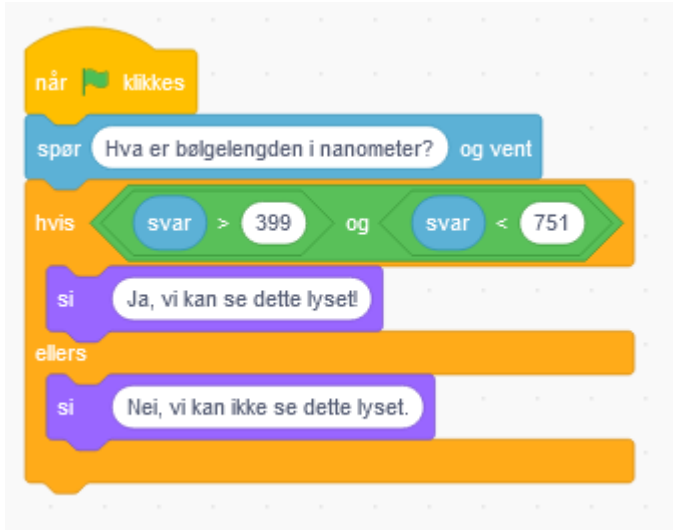 når klikkes
spør Hva er bølgelengden i nanometer? og vent
hvis svar > 399 og svar < 751
si Ja, vi kan se dette lyset!
ellers
si Nei, vi kan ikke se dette lyset.